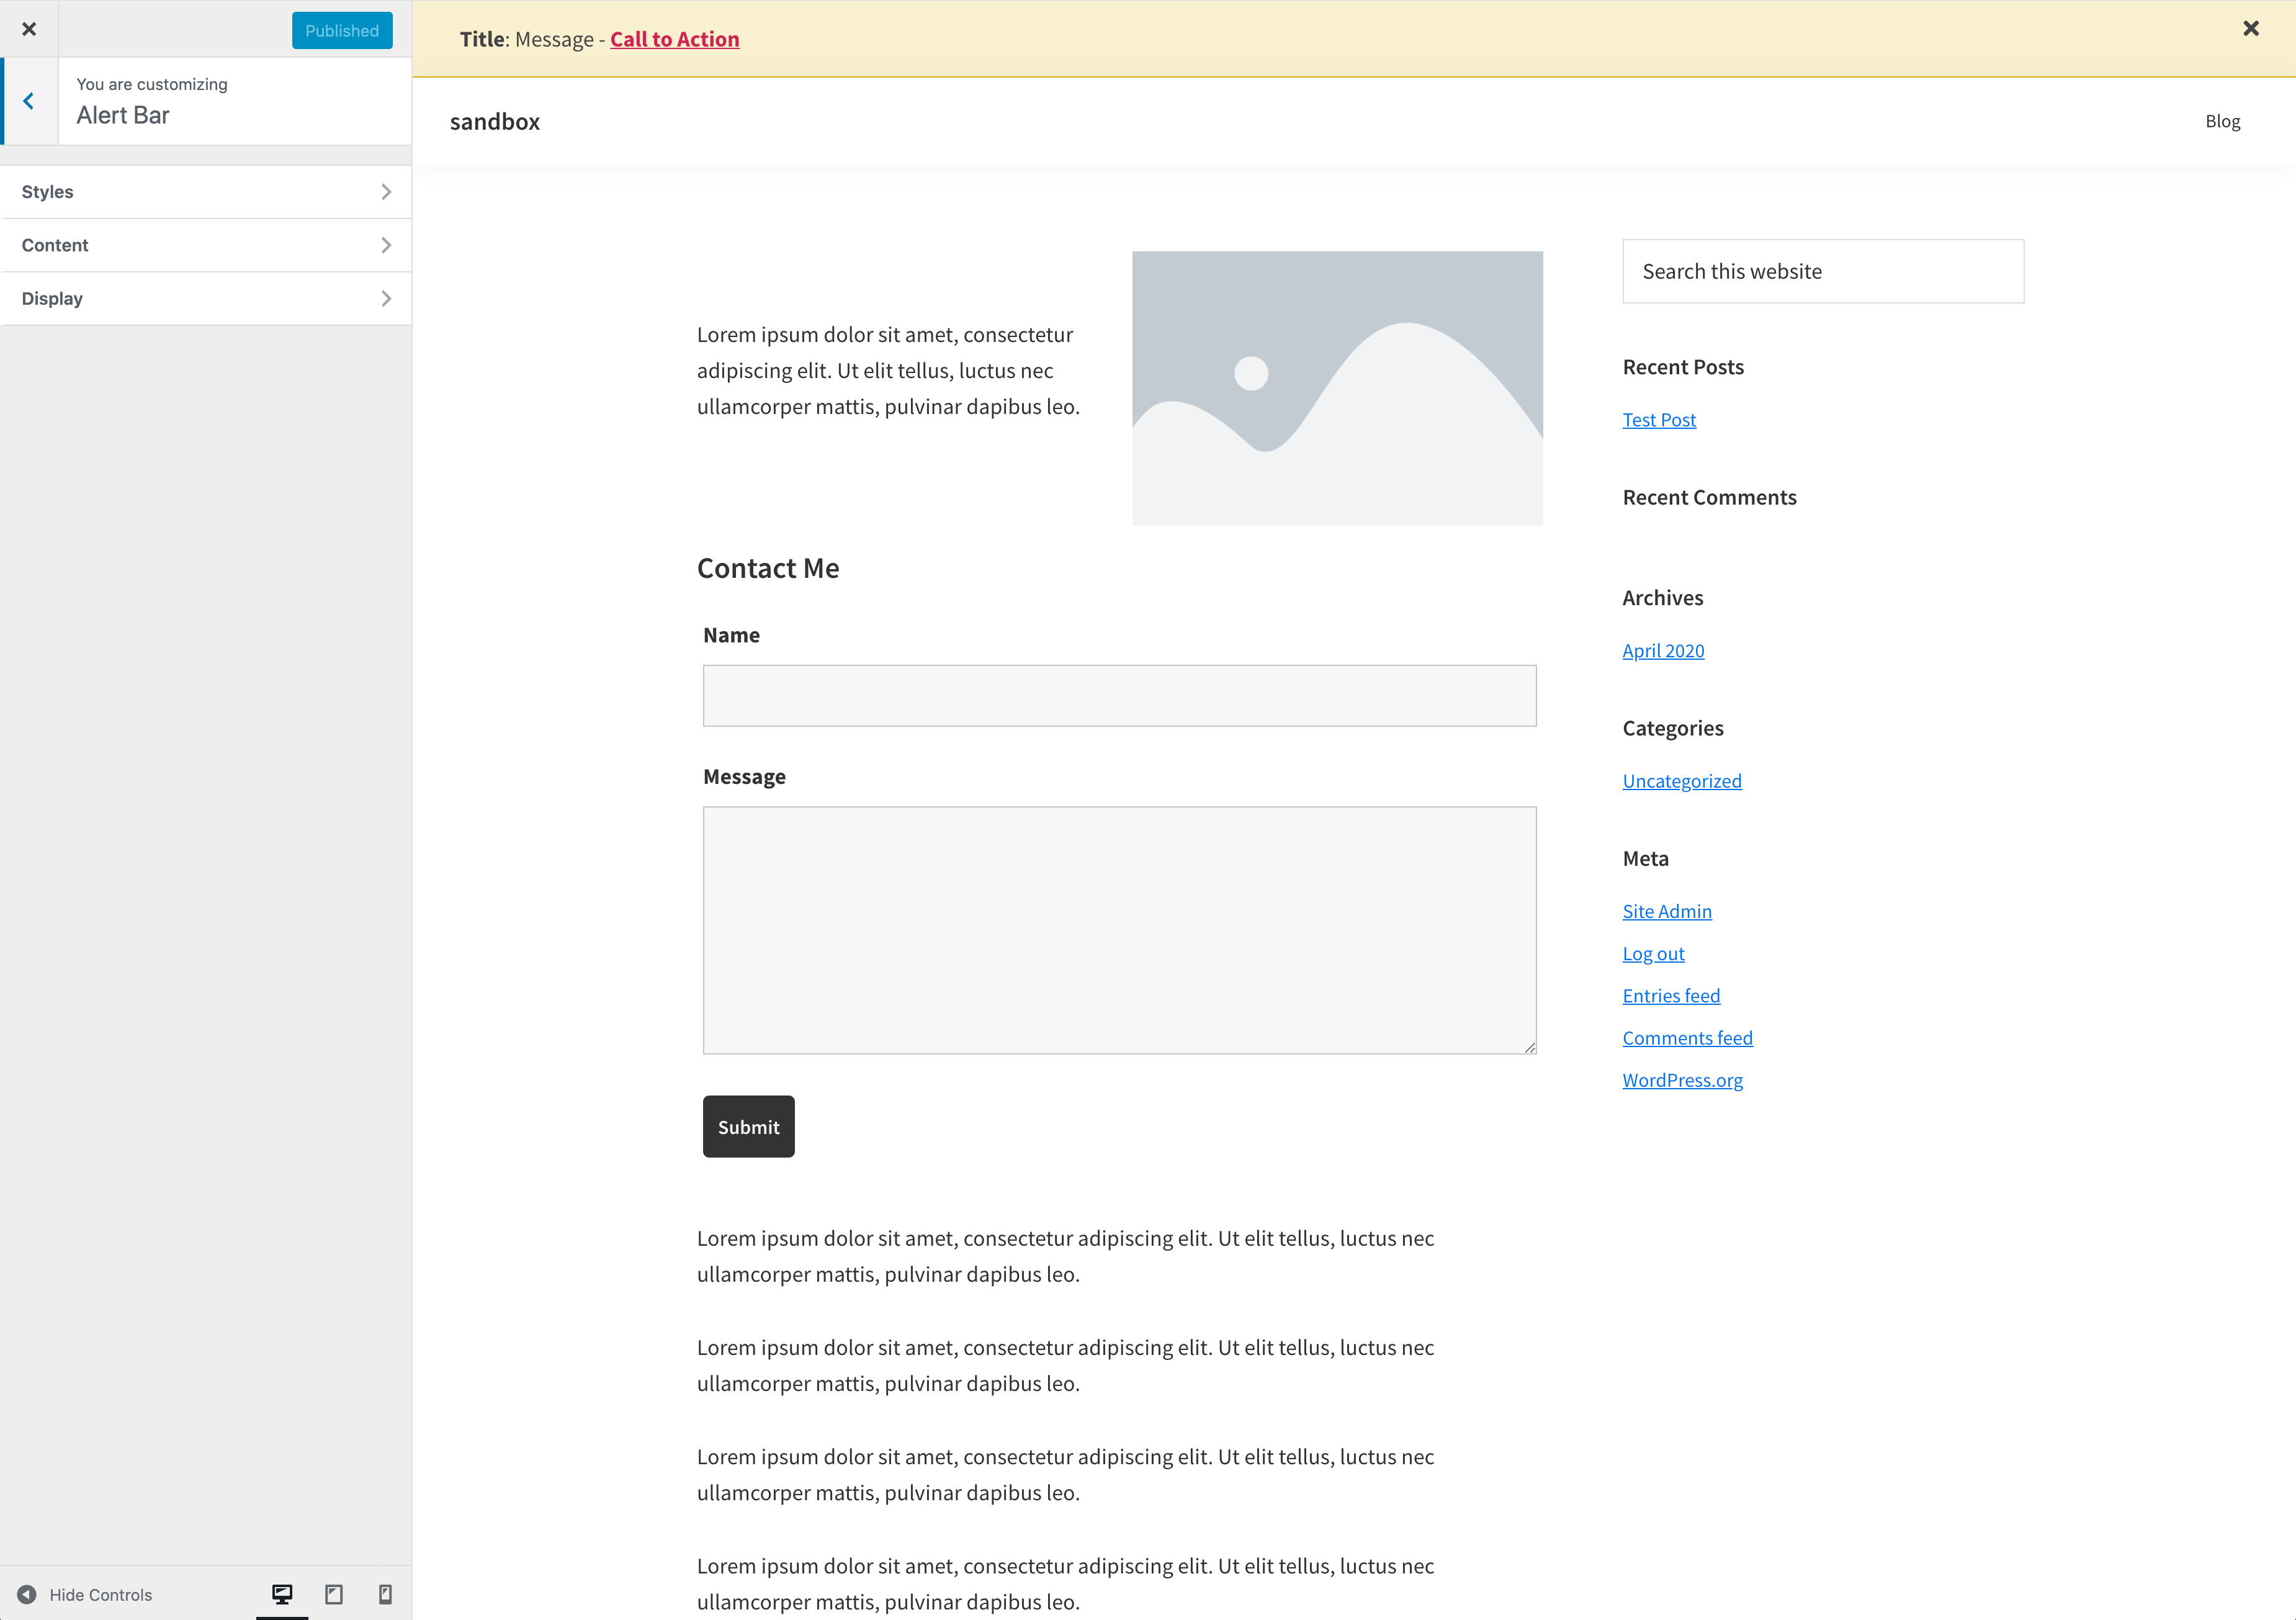 Published
You are customizing
Alert Bar
Styles
Content
Display
Hide Controls
Title: Message - Call to Action
sandbox
Blog
Lorem ipsum dolor sit amet, consectetur
adipiscing elit. Ut elit tellus, luctus nec
ullamcorper mattis, pulvinar dapibus leo.
Contact Me
Name
Message
Submit
Lorem ipsum dolor sit amet, consectetur adipiscing elit. Ut elit tellus, luctus nec
ullamcorper mattis, pulvinar dapibus leo.
Lorem ipsum dolor sit amet, consectetur adipiscing elit. Ut elit tellus, luctus nec
ullamcorper mattis, pulvinar dapibus leo.
Lorem ipsum dolor sit amet, consectetur adipiscing elit. Ut elit tellus, luctus nec
ullamcorper mattis, pulvinar dapibus leo.
Lorem ipsum dolor sit amet, consectetur adipiscing elit. Ut elit tellus, luctus nec
ullamcorper mattis, pulvinar dapibus leo.
Search this website
Recent Posts
Test Post
Recent Comments
Archives
April 2020
Categories
Uncategorized
Meta
Site Admin
Log out
Entries feed
Comments feed
WordPress.org